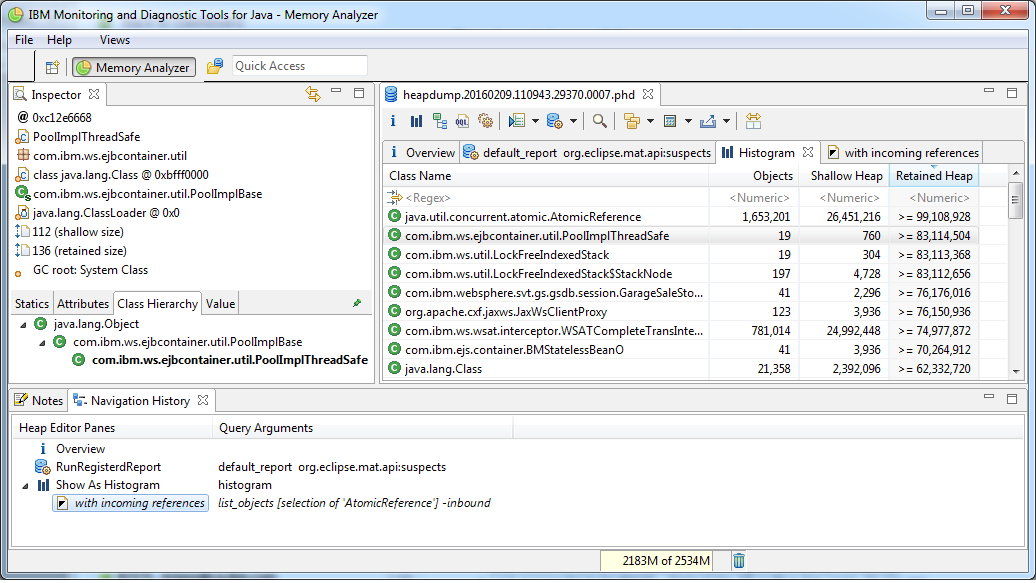 IBM Monitoring and Diagnostic Tools for Java - Memory Analyzer
File Help Views
Memory Analyzer Quick Access
Inspector
@ 0xc12e6668
PoolImplThreadSafe
com.ibm.ws.ejbcontainer.util
class java.lang.Class @ 0xbfff0000
com.ibm.ws.ejbcontainer.util.PoolImplBase
java.lang.ClassLoader @ 0x0
112 (shallow size)
136 (retained size)
GC root: System Class
Statics Attributes Class Hierarchy Value
java.lang.Object
com.ibm.ws.ejbcontainer.util.PoolImplBase
com.ibm.ws.ejbcontainer.util.PoolImplThreadSafe
heapdump.20160209.110943.29370.0007.phd
i OQL
i Overview default_report org.eclipse.mat.api:suspects Histogram with incoming references
Class Name Objects Shallow Heap Retained Heap
<Regex> <Numeric> <Numeric> <Numeric>
java.util.concurrent.atomic.AtomicReference 1,653,201 26,451,216 >= 99,108,928
com.ibm.ws.ejbcontainer.util.PoolImplThreadSafe 19 760 >= 83,114,504
com.ibm.ws.util.LockFreeIndexedStack 19 304 >= 83,113,368
com.ibm.ws.util.LockFreeIndexedStack$StackNode 197 4,728 >= 83,112,656
com.ibm.websphere.svt.gs.gsdb.session.GarageSaleSto... 41 2,296 >= 76,176,016
org.apache.cxf.jaxws.JaxWsClientProxy 123 3,936 >= 76,150,936
com.ibm.ws.wsat.interceptor.WSATCompleteTransInte... 781,014 24,992,448 >= 74,977,872
com.ibm.ejs.container.BMStatelessBeanO 41 3,936 >= 70,264,912
java.lang.Class 21,358 2,392,096 >= 62,332,720
Notes Navigation History
Heap Editor Panes Query Arguments
i Overview
RunRegisterdReport default_report org.eclipse.mat.api:suspects
Show As Histogram histogram
with incoming references list_objects [selection of 'AtomicReference'] -inbound
2183M of 2534M